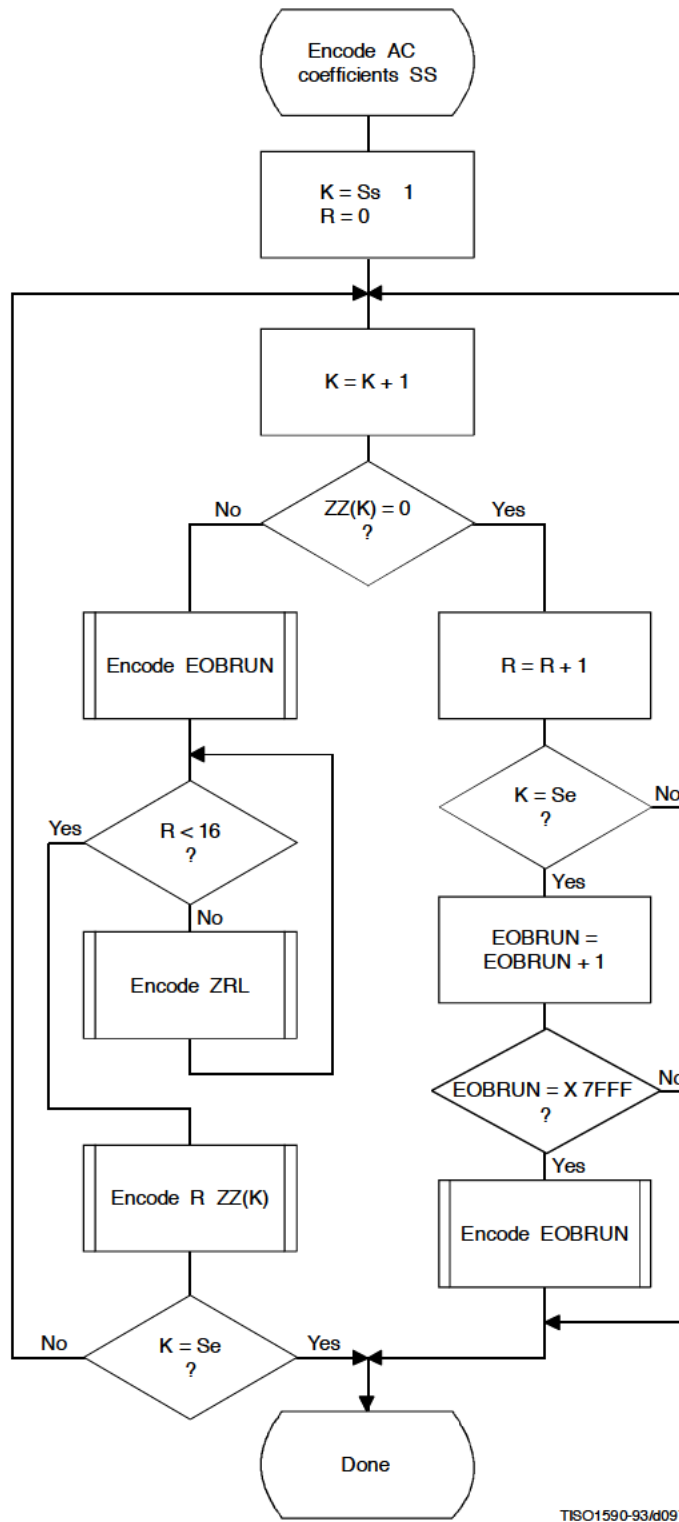 Encode AC
coefficients SS
K = Ss 1
R = 0
K = K + 1
ZZ(K) = 0
?
No
Yes
Encode EOBRUN
R = R + 1
R < 16
?
Yes
No
K = Se
?
No
Yes
Encode ZRL
EOBRUN =
EOBRUN + 1
EOBRUN = X 7FFF
?
No
Yes
Encode R ZZ(K)
Encode EOBRUN
K = Se
?
No
Yes
Done
TISO1590-93/d097